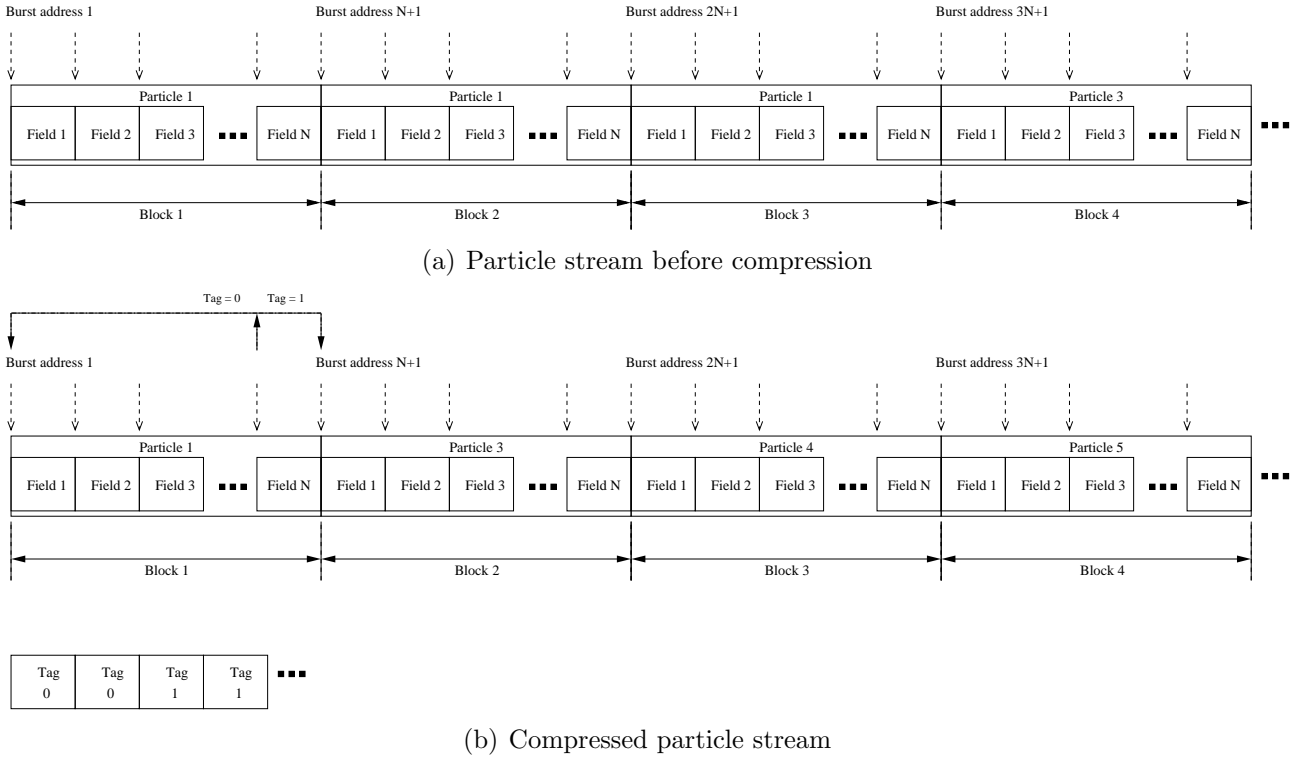 Burst address 1 Burst address N+1 Burst address 2N+1 Burst address 3N+1
Particle 1 Particle 1 Particle 1 Particle 3
Field 1 Field 2 Field 3 Field N Field 1 Field 2 Field 3 Field N Field 1 Field 2 Field 3 Field N Field 1 Field 2 Field 3 Field N
Block 1 Block 2 Block 3 Block 4
(a) Particle stream before compression
Tag = 0 Tag = 1
Burst address 1 Burst address N+1 Burst address 2N+1 Burst address 3N+1
Particle 1 Particle 3 Particle 4 Particle 5
Field 1 Field 2 Field 3 Field N Field 1 Field 2 Field 3 Field N Field 1 Field 2 Field 3 Field N Field 1 Field 2 Field 3 Field N
Block 1 Block 2 Block 3 Block 4
Tag Tag Tag Tag
0 0 1 1
(b) Compressed particle stream